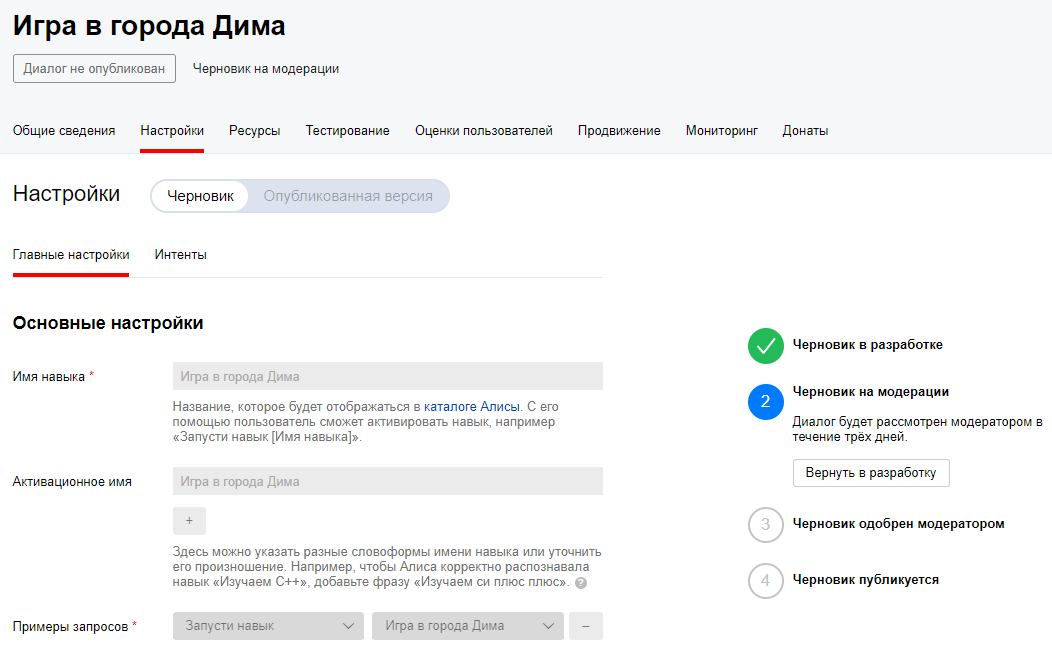 Игра в города Дима
Диалог не опубликован
Черновик на модерации
Общие сведения
Настройки
Ресурсы
Тестирование
Оценки пользователей
Продвижение
Мониторинг
Донаты
Настройки
Черновик
Опубликованная версия
Главные настройки
Интенты
Основные настройки
Имя навыка *
Игра в города Дима
Название, которое будет отображаться в каталоге Алисы. С его
помощью пользователь сможет активировать навык, например
«Запусти навык [Имя навыка]».
Активационное имя
Игра в города Дима
+
Здесь можно указать разные словоформы имени навыка или уточнить
его произношение. Например, чтобы Алиса корректно распознавала
навык «Изучаем C++», добавьте фразу «Изучаем си плюс плюс». ?
Примеры запросов *
Запусти навык
Игра в города Дима
−
Черновик в разработке
2
Черновик на модерации
Диалог будет рассмотрен модератором в
течение трёх дней.
Вернуть в разработку
3
Черновик одобрен модератором
4
Черновик публикуется